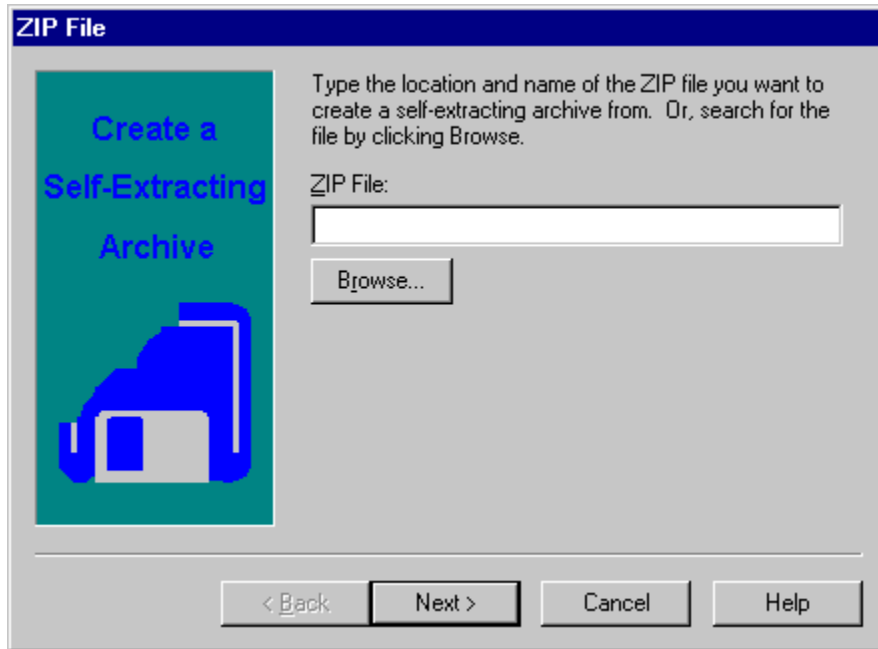 ZIP File
Create a
Self-Extracting
Archive
Type the location and name of the ZIP file you want to
create a self-extracting archive from.  Or, search for the
file by clicking Browse.
ZIP File:
Browse...
< Back
Next >
Cancel
Help